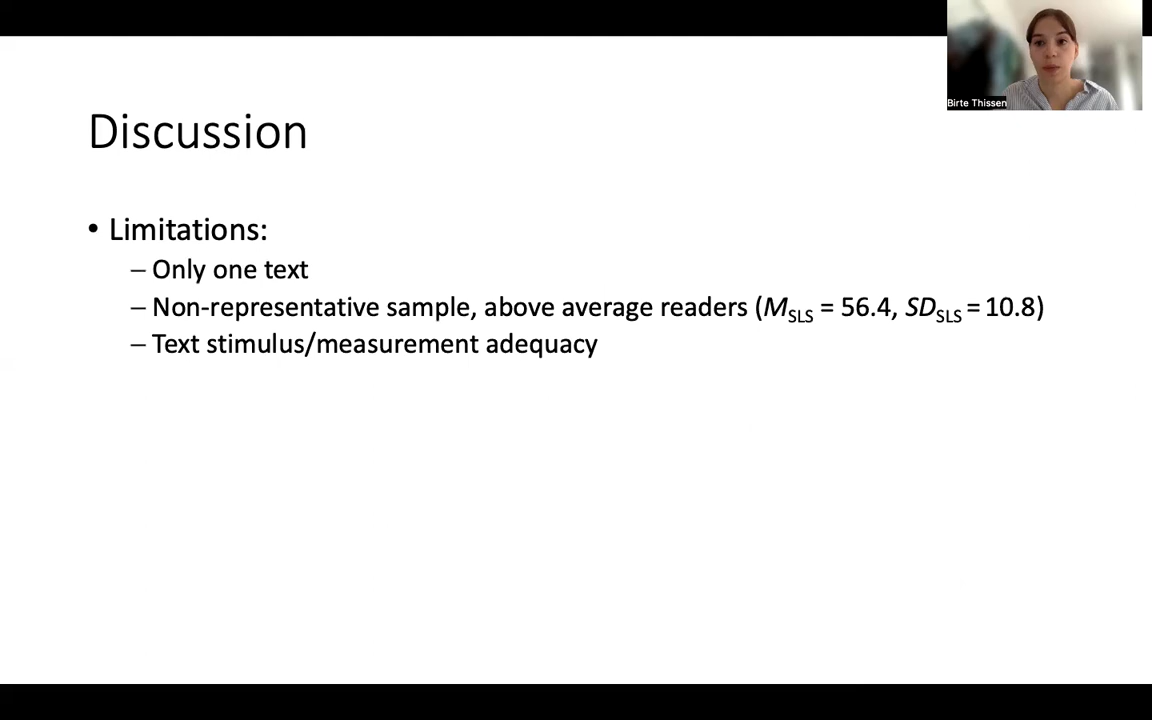 Birte Thissen
Discussion
• Limitations:
– Only one text
– Non-representative sample, above average readers (MSLS = 56.4, SDSLS = 10.8)
– Text stimulus/measurement adequacy